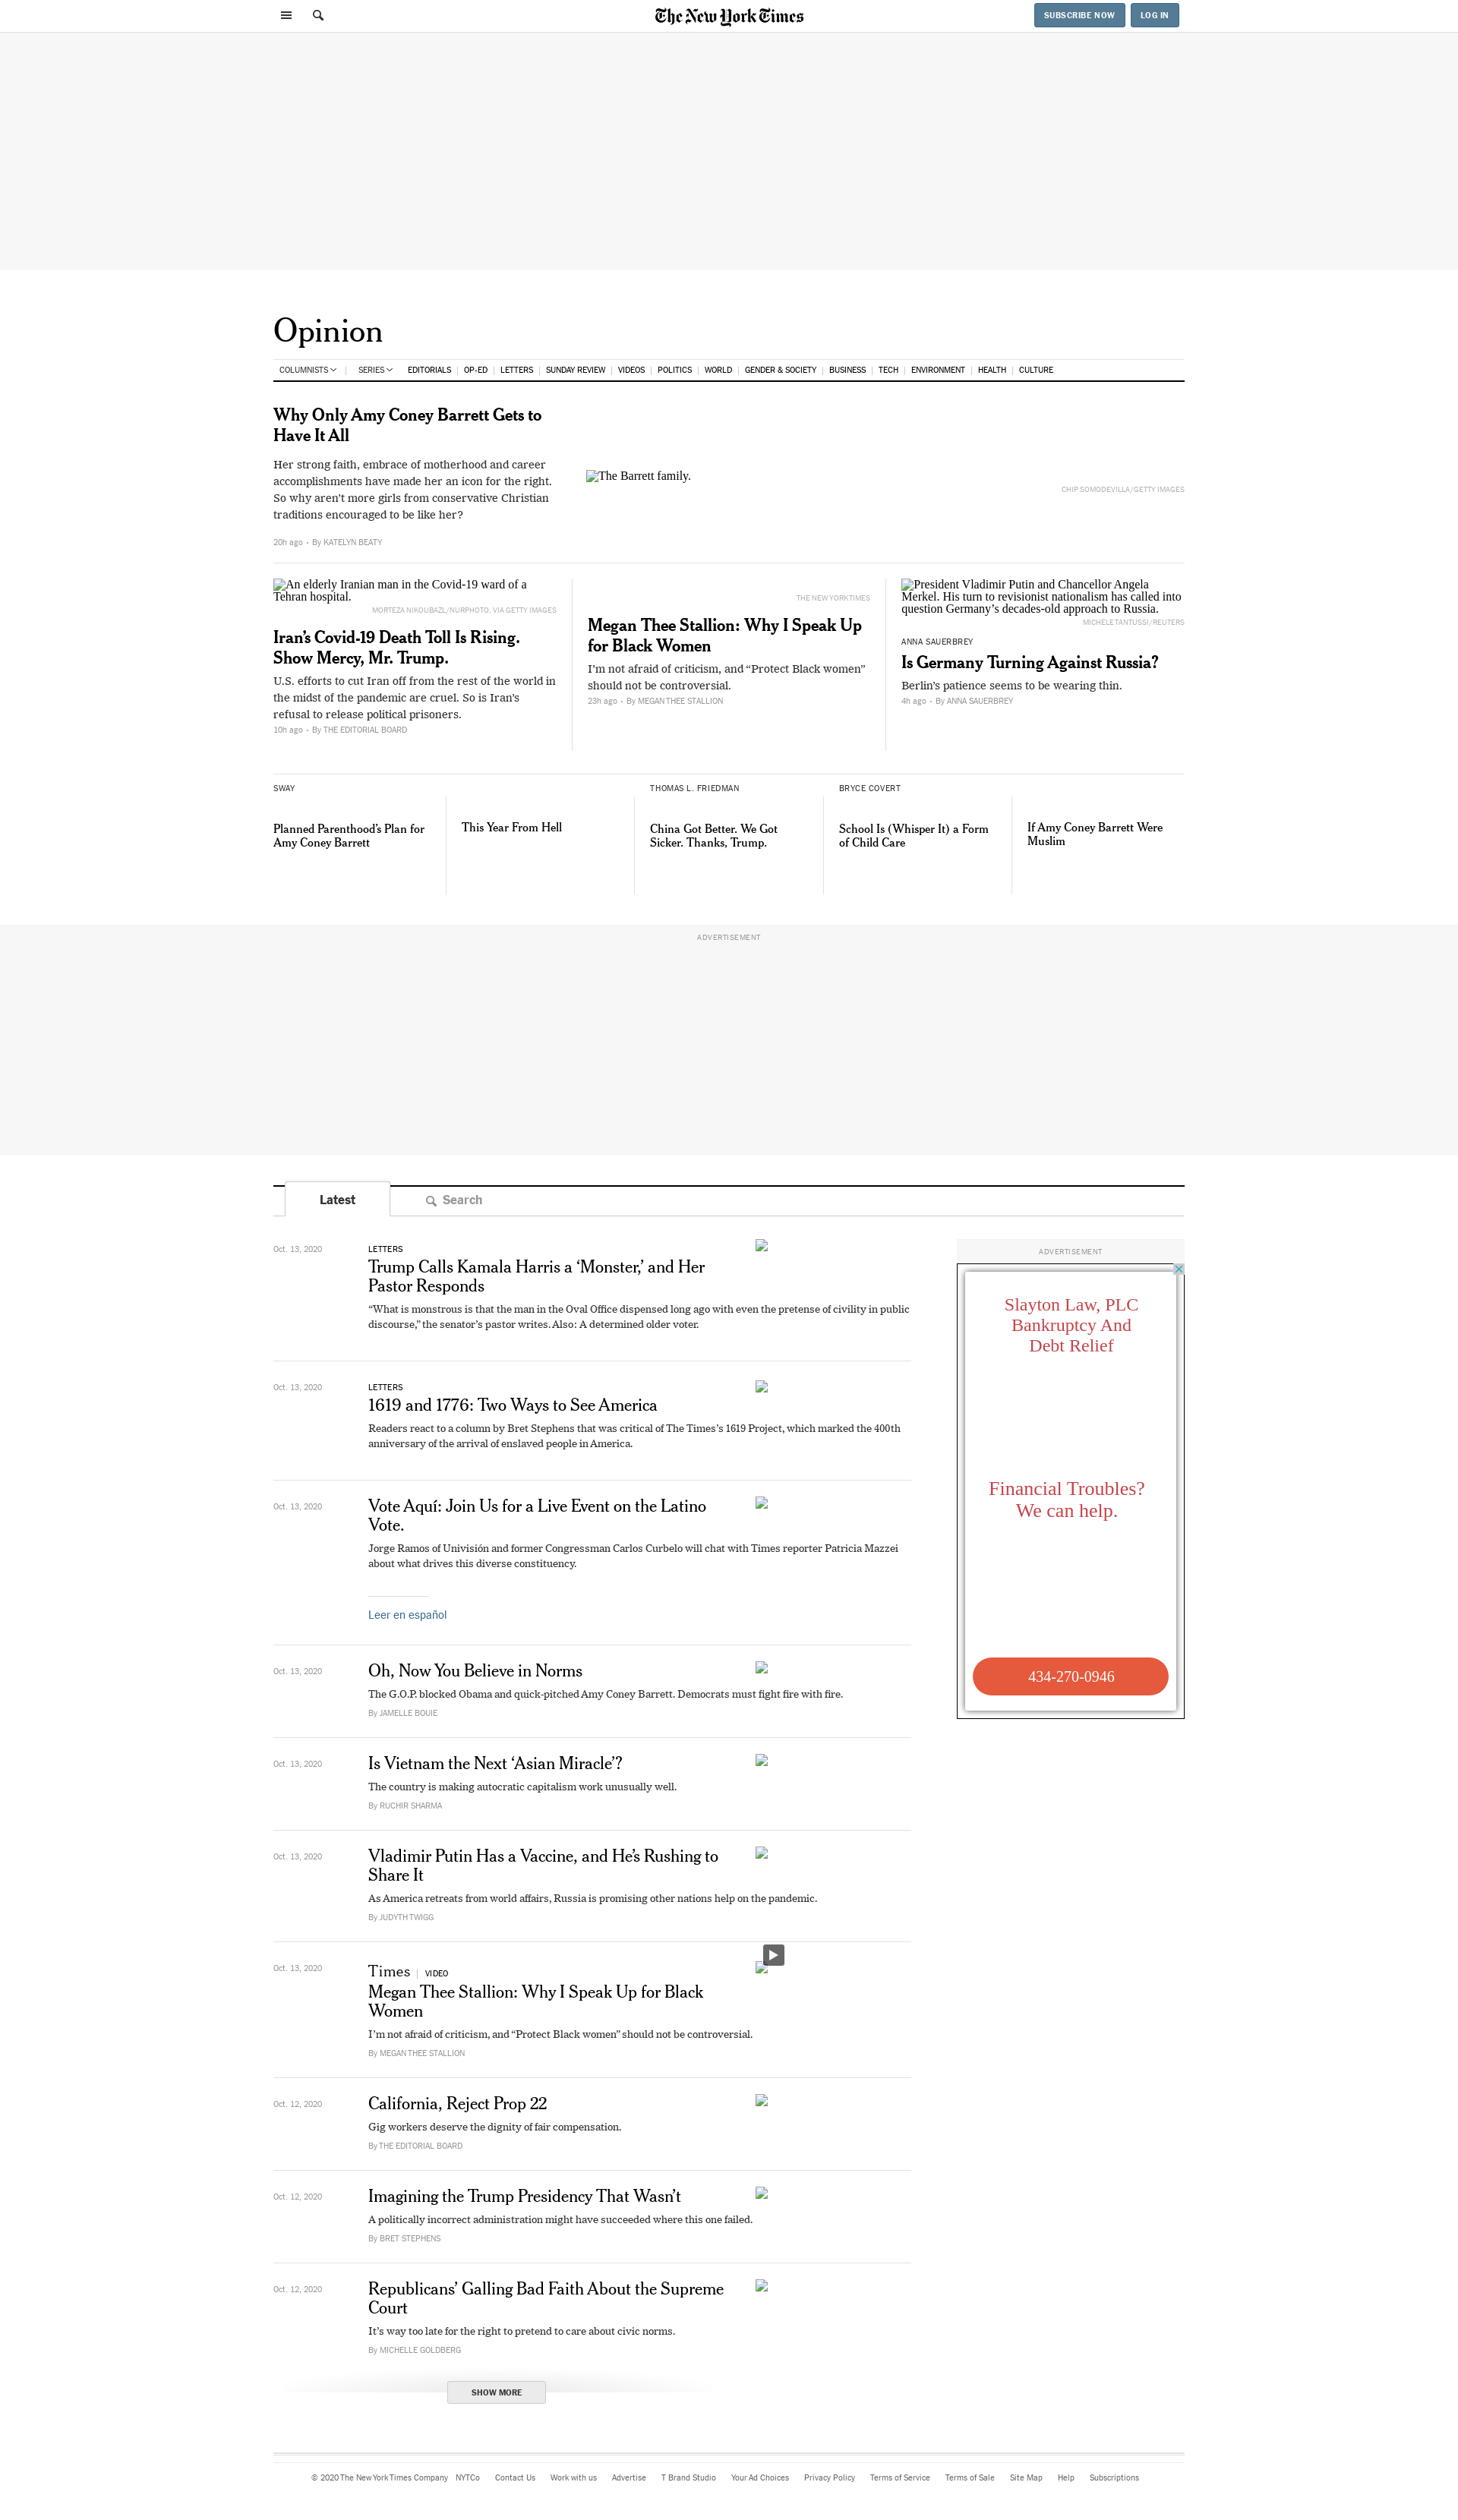 The New York Times
SUBSCRIBE NOW
LOG IN
Opinion
COLUMNISTS
SERIES
EDITORIALS
OP-ED
LETTERS
SUNDAY REVIEW
VIDEOS
POLITICS
WORLD
GENDER & SOCIETY
BUSINESS
TECH
ENVIRONMENT
HEALTH
CULTURE
Why Only Amy Coney Barrett Gets to
Have It All
Her strong faith, embrace of motherhood and career
accomplishments have made her an icon for the right.
So why aren't more girls from conservative Christian
traditions encouraged to be like her?
20h ago • By KATELYN BEATY
The Barrett family.
CHIP SOMODEVILLA/GETTY IMAGES
An elderly Iranian man in the Covid-19 ward of a
Tehran hospital.
MORTEZA NIKOUBAZL/NURPHOTO, VIA GETTY IMAGES
Iran's Covid-19 Death Toll Is Rising.
Show Mercy, Mr. Trump.
U.S. efforts to cut Iran off from the rest of the world in
the midst of the pandemic are cruel. So is Iran's
refusal to release political prisoners.
10h ago • By THE EDITORIAL BOARD
THE NEW YORK TIMES
Megan Thee Stallion: Why I Speak Up
for Black Women
I'm not afraid of criticism, and “Protect Black women”
should not be controversial.
23h ago • By MEGAN THEE STALLION
President Vladimir Putin and Chancellor Angela
Merkel. His turn to revisionist nationalism has called into
question Germany's decades-old approach to Russia.
MICHELE TANTUSSI/REUTERS
ANNA SAUERBREY
Is Germany Turning Against Russia?
Berlin's patience seems to be wearing thin.
4h ago • By ANNA SAUERBREY
SWAY
Planned Parenthood's Plan for
Amy Coney Barrett
This Year From Hell
THOMAS L. FRIEDMAN
China Got Better. We Got
Sicker. Thanks, Trump.
BRYCE COVERT
School Is (Whisper It) a Form
of Child Care
If Amy Coney Barrett Were
Muslim
ADVERTISEMENT
Latest
Search
Oct. 13, 2020
LETTERS
Trump Calls Kamala Harris a ‘Monster,’ and Her
Pastor Responds
“What is monstrous is that the man in the Oval Office dispensed long ago with even the pretense of civility in public
discourse,” the senator's pastor writes. Also: A determined older voter.
Oct. 13, 2020
LETTERS
1619 and 1776: Two Ways to See America
Readers react to a column by Bret Stephens that was critical of The Times's 1619 Project, which marked the 400th
anniversary of the arrival of enslaved people in America.
Oct. 13, 2020
Vote Aquí: Join Us for a Live Event on the Latino
Vote.
Jorge Ramos of Univisión and former Congressman Carlos Curbelo will chat with Times reporter Patricia Mazzei
about what drives this diverse constituency.
Leer en español
Oct. 13, 2020
Oh, Now You Believe in Norms
The G.O.P. blocked Obama and quick-pitched Amy Coney Barrett. Democrats must fight fire with fire.
By JAMELLE BOUIE
Oct. 13, 2020
Is Vietnam the Next ‘Asian Miracle’?
The country is making autocratic capitalism work unusually well.
By RUCHIR SHARMA
Oct. 13, 2020
Vladimir Putin Has a Vaccine, and He's Rushing to
Share It
As America retreats from world affairs, Russia is promising other nations help on the pandemic.
By JUDYTH TWIGG
Oct. 13, 2020
Times | VIDEO
Megan Thee Stallion: Why I Speak Up for Black
Women
I'm not afraid of criticism, and “Protect Black women” should not be controversial.
By MEGAN THEE STALLION
Oct. 12, 2020
California, Reject Prop 22
Gig workers deserve the dignity of fair compensation.
By THE EDITORIAL BOARD
Oct. 12, 2020
Imagining the Trump Presidency That Wasn't
A politically incorrect administration might have succeeded where this one failed.
By BRET STEPHENS
Oct. 12, 2020
Republicans' Galling Bad Faith About the Supreme
Court
It's way too late for the right to pretend to care about civic norms.
By MICHELLE GOLDBERG
SHOW MORE
ADVERTISEMENT
Slayton Law, PLC
Bankruptcy And
Debt Relief
Financial Troubles?
We can help.
434-270-0946
© 2020 The New York Times Company
NYTCo
Contact Us
Work with us
Advertise
T Brand Studio
Your Ad Choices
Privacy Policy
Terms of Service
Terms of Sale
Site Map
Help
Subscriptions